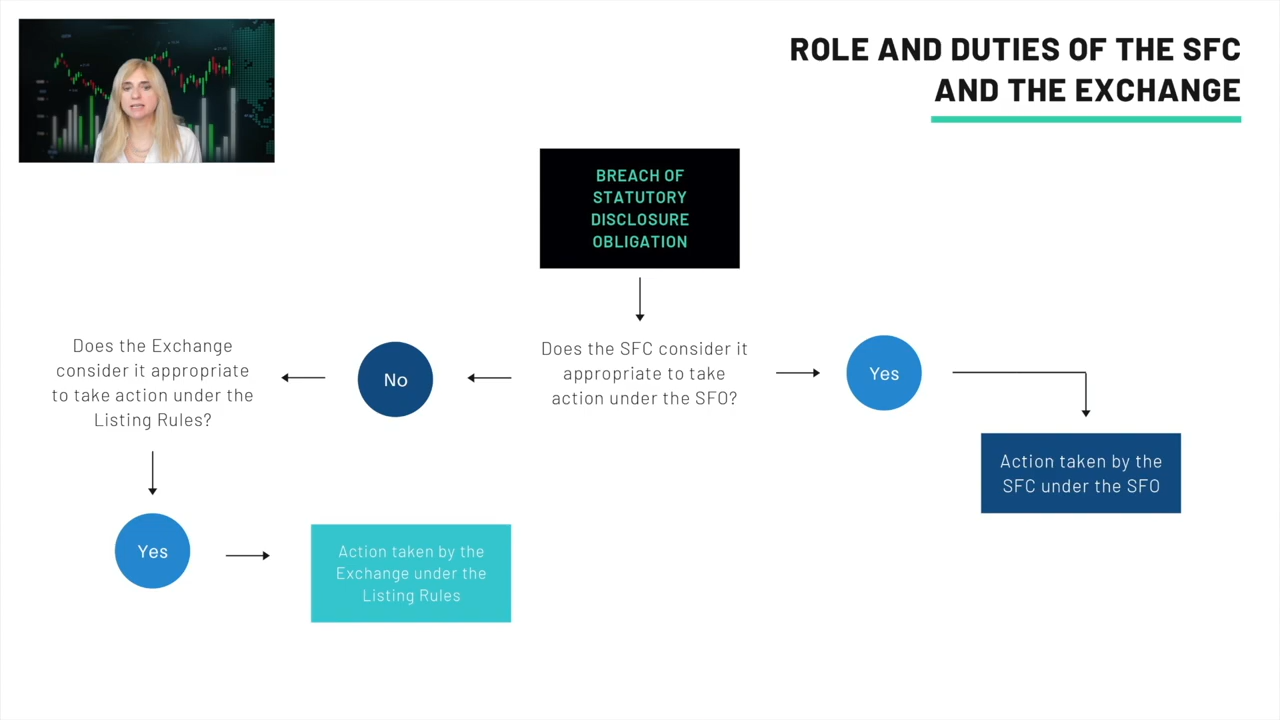 ROLE AND DUTIES OF THE SFC
AND THE EXCHANGE
BREACH OF
STATUTORY
DISCLOSURE
OBLIGATION
Does the SFC consider it
appropriate to take
action under the SFO?
Yes
Action taken by the
SFC under the SFO
No
Does the Exchange
consider it appropriate
to take action under the
Listing Rules?
Yes
Action taken by the
Exchange under the
Listing Rules